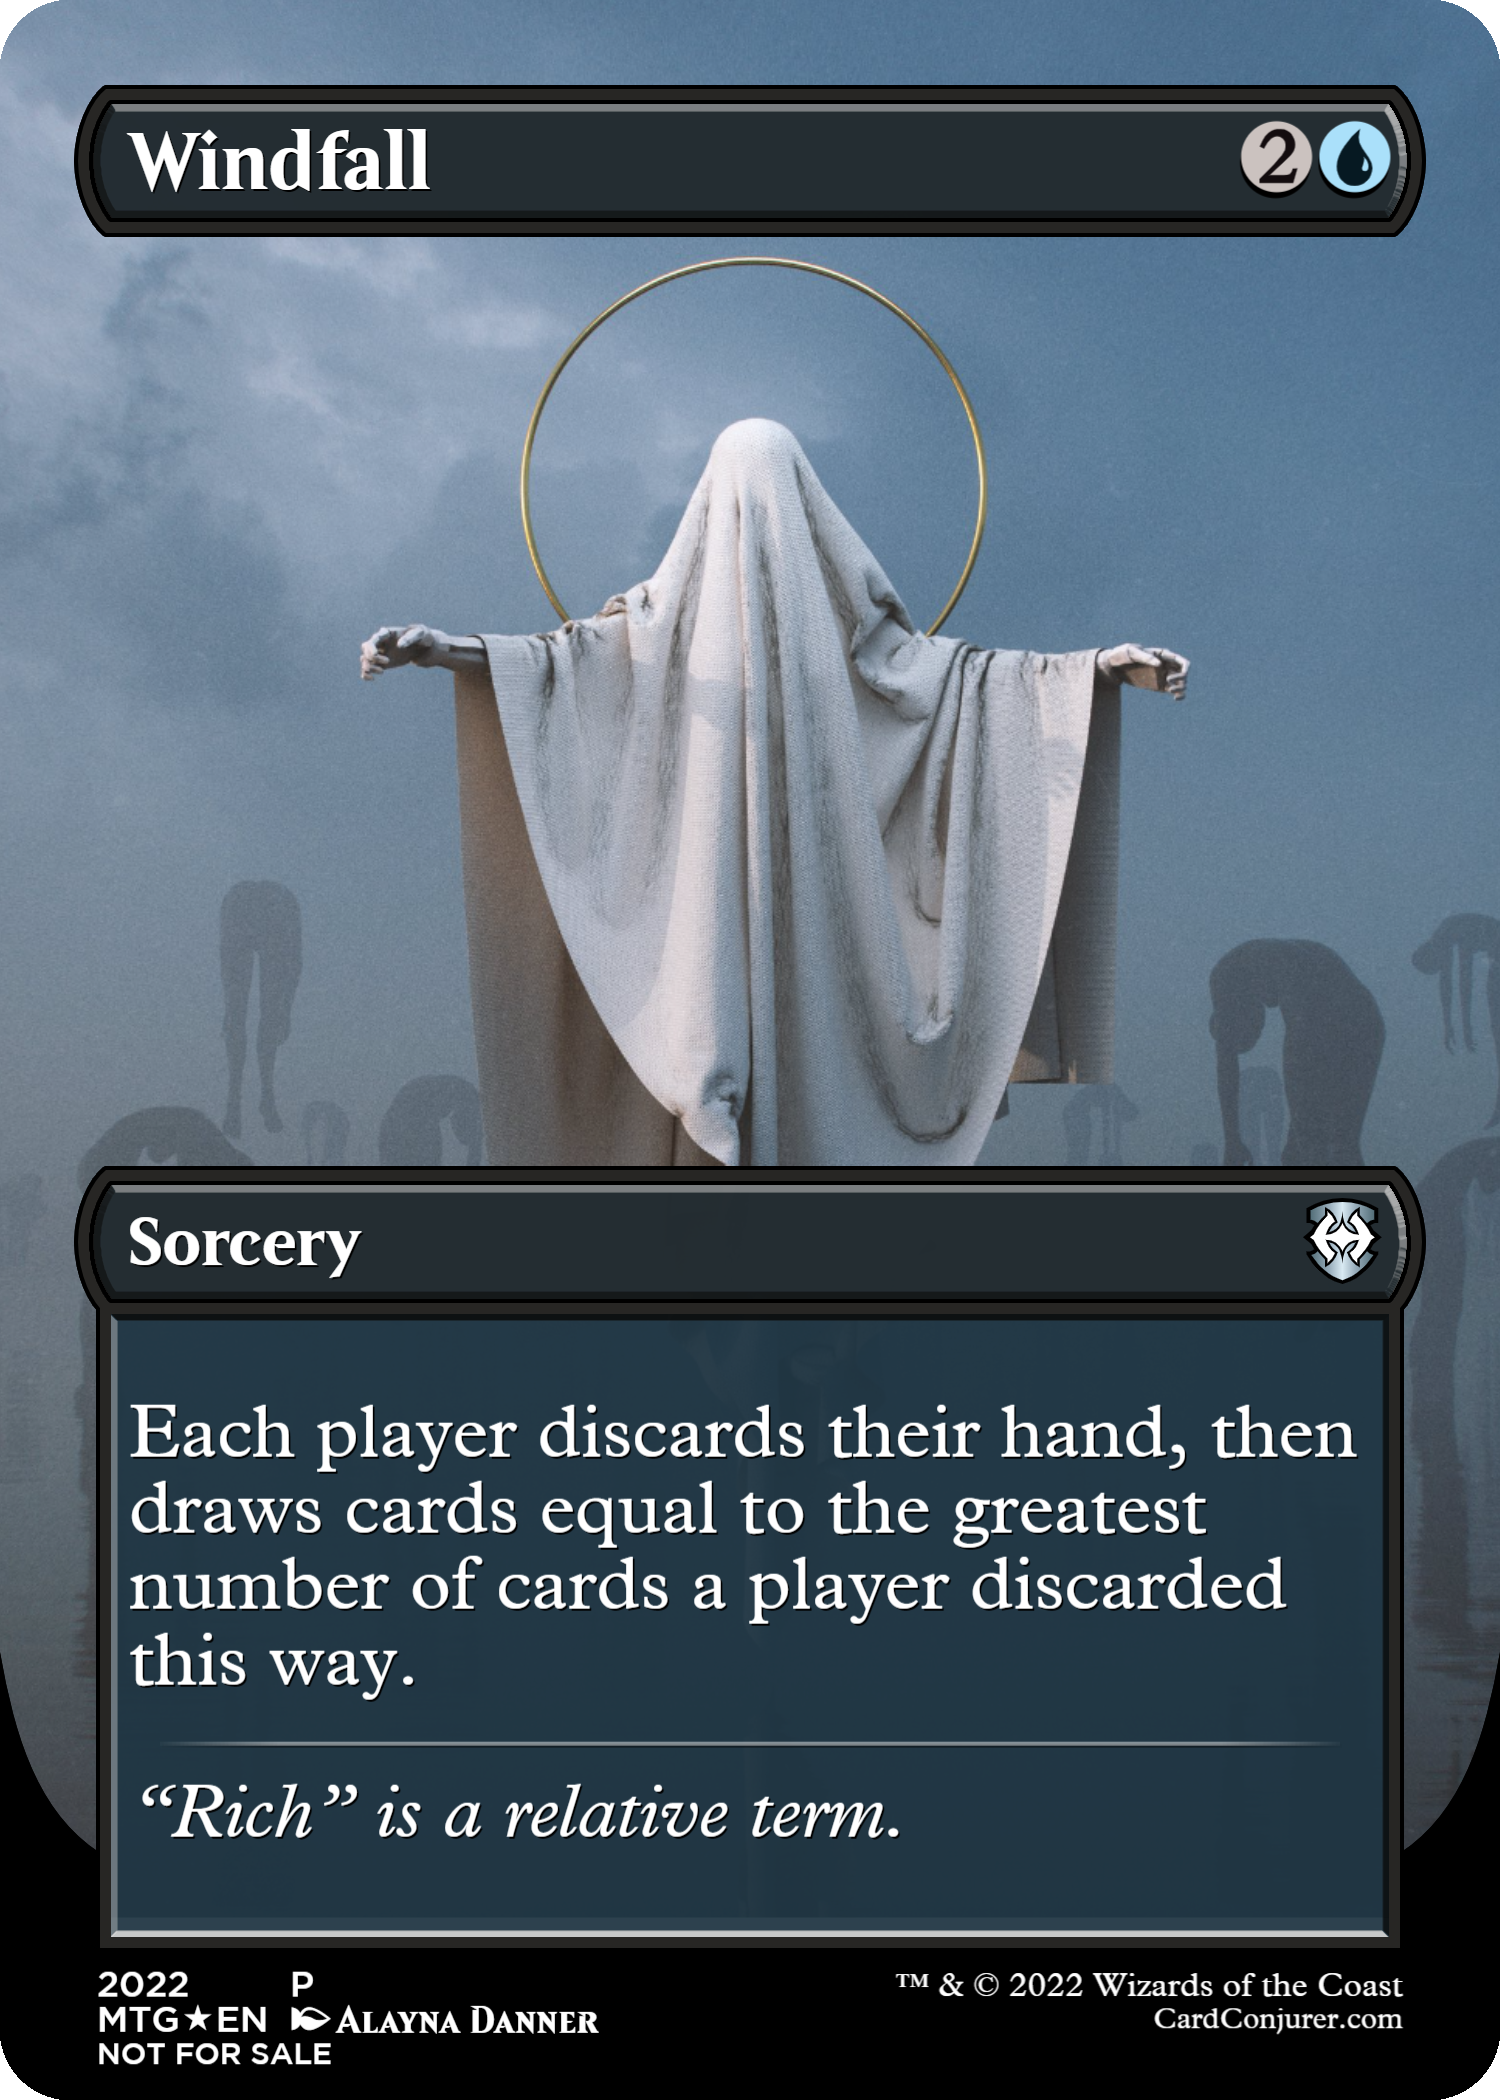 Windfall 2
Sorcery
Each player discards their hand, then
draws cards equal to the greatest
number of cards a player discarded
this way.
“Rich” is a relative term.
2022 P
MTG★EN Alayna Danner
NOT FOR SALE
™ & © 2022 Wizards of the Coast
CardConjurer.com